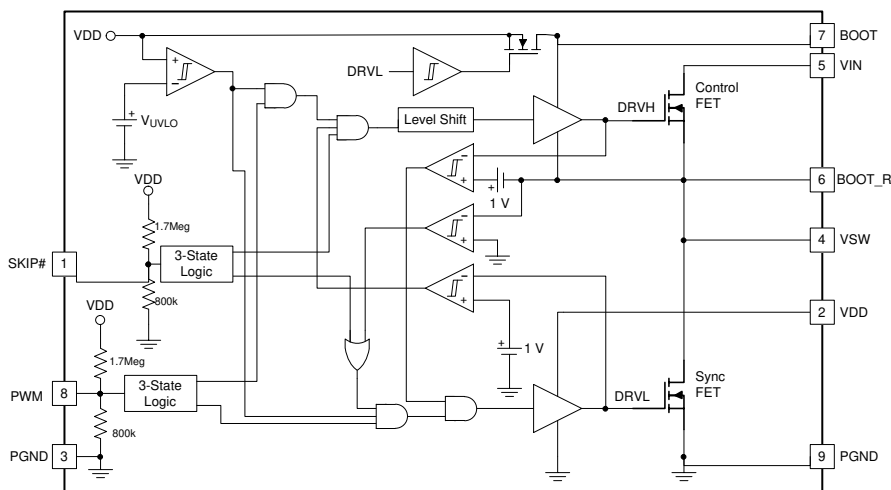 VDD
7
BOOT
DRVL
5
VIN
Control
FET
DRVH
VUVLO
Level Shift
+
-
VDD
1 V
6
BOOT_R
1.7Meg
SKIP#
1
3-State
Logic
4
VSW
800k
VDD
2
VDD
1.7Meg
1 V
PWM
8
3-State
Logic
Sync
FET
DRVL
800k
PGND
3
9
PGND